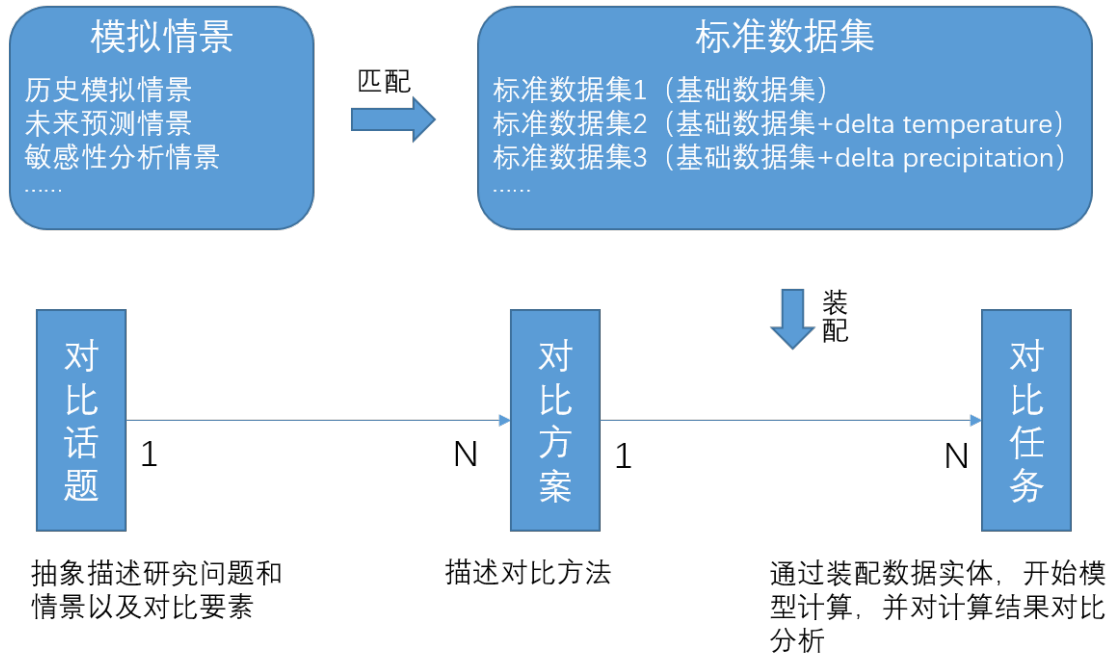 模拟情景
历史模拟情景
未来预测情景
敏感性分析情景
......
匹配
标准数据集
标准数据集1（基础数据集）
标准数据集2（基础数据集+delta temperature）
标准数据集3（基础数据集+delta precipitation）
......
装
配
对
比
话
题
1
N
对
比
方
案
1
N
对
比
任
务
抽象描述研究问题和
情景以及对比要素
描述对比方法
通过装配数据实体，开始模
型计算，并对计算结果对比
分析